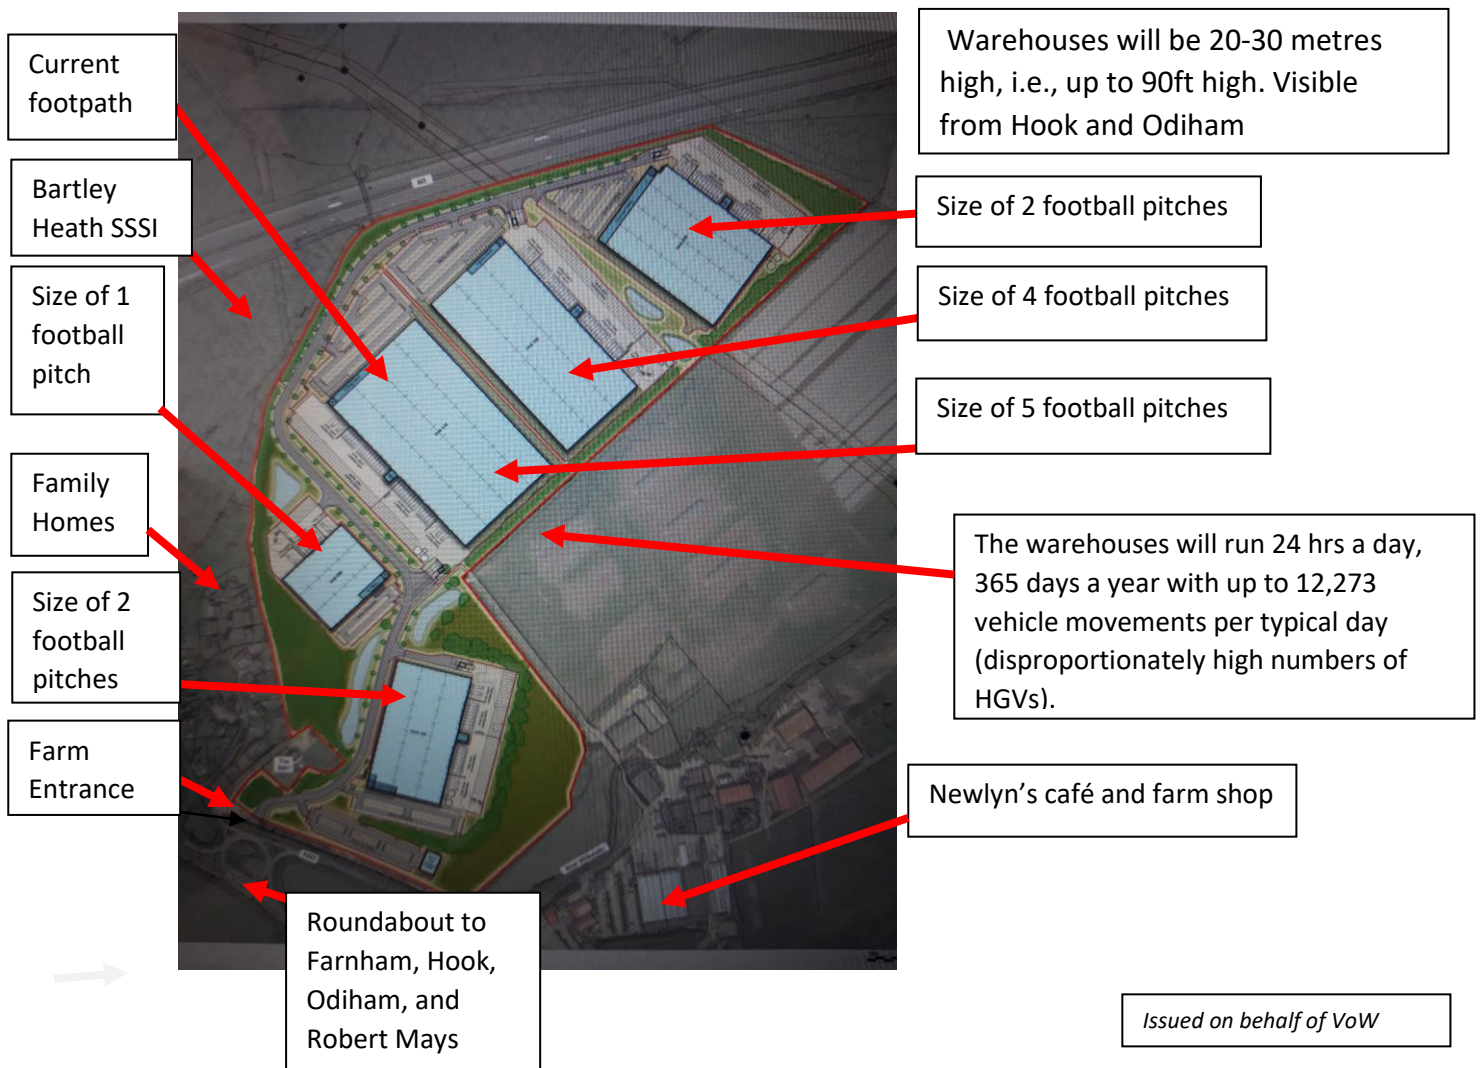 Current
footpath
Bartley
Heath SSSI
Size of 1
football
pitch
Family
Homes
Size of 2
football
pitches
Farm
Entrance
Roundabout to
Farnham, Hook,
Odiham, and
Robert Mays
Warehouses will be 20-30 metres
high, i.e., up to 90ft high. Visible
from Hook and Odiham
Size of 2 football pitches
Size of 4 football pitches
Size of 5 football pitches
The warehouses will run 24 hrs a day,
365 days a year with up to 12,273
vehicle movements per typical day
(disproportionately high numbers of
HGVs).
Newlyn’s café and farm shop
Issued on behalf of VoW